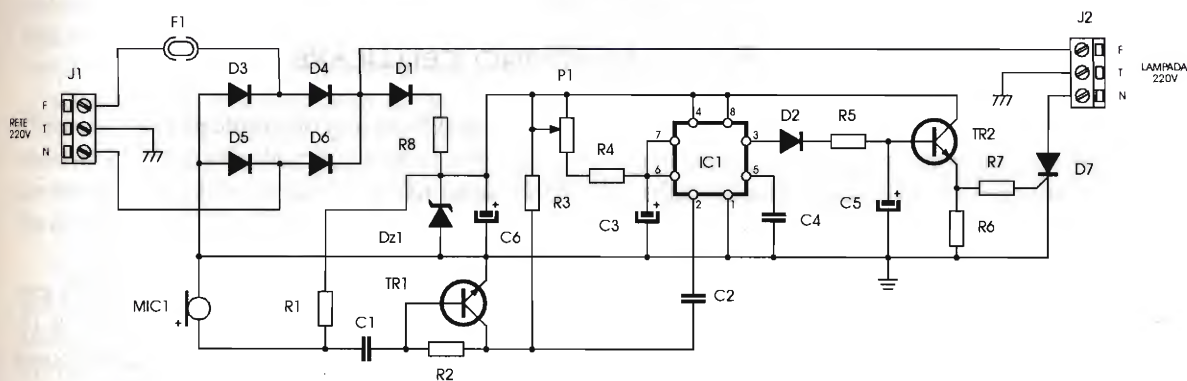 F1
J2
J1
D3
D4
D1
P1
F
T
N
LAMPADA
220V
F
T
N
RETE
220V
4
8
D2
R5
D5
D6
R8
R4
7
6
IC1
3
5
TR2
R7
D7
R3
2
1
Dz1
+
C6
+
C3
C4
C5
+
R6
MIC1
+
R1
TR1
C1
C2
R2